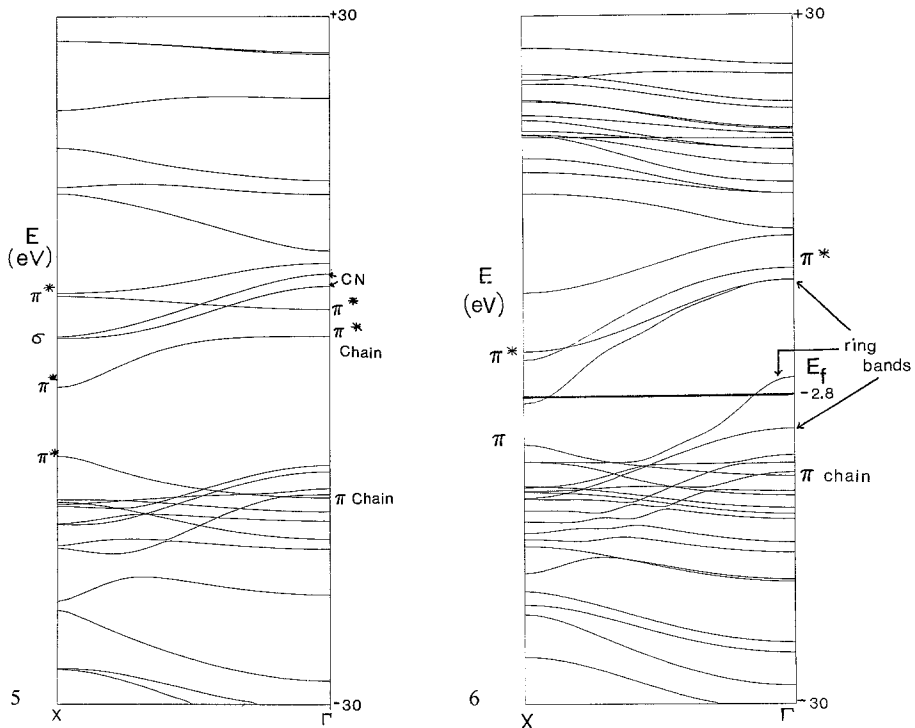 +30
E
(eV)
π*
σ
π*
π*
CN
π*
π*
Chain
π Chain
-30
5
X
Γ
+30
E
(eV)
π*
π
π*
ring
bands
E_f
-2.8
π chain
-30
6
X
Γ